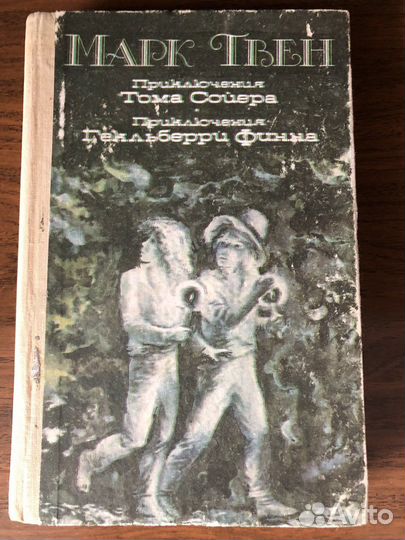 Марк Твен
Приключения
Тома Сойера
Приключения
Гекльберри Финна
Avito